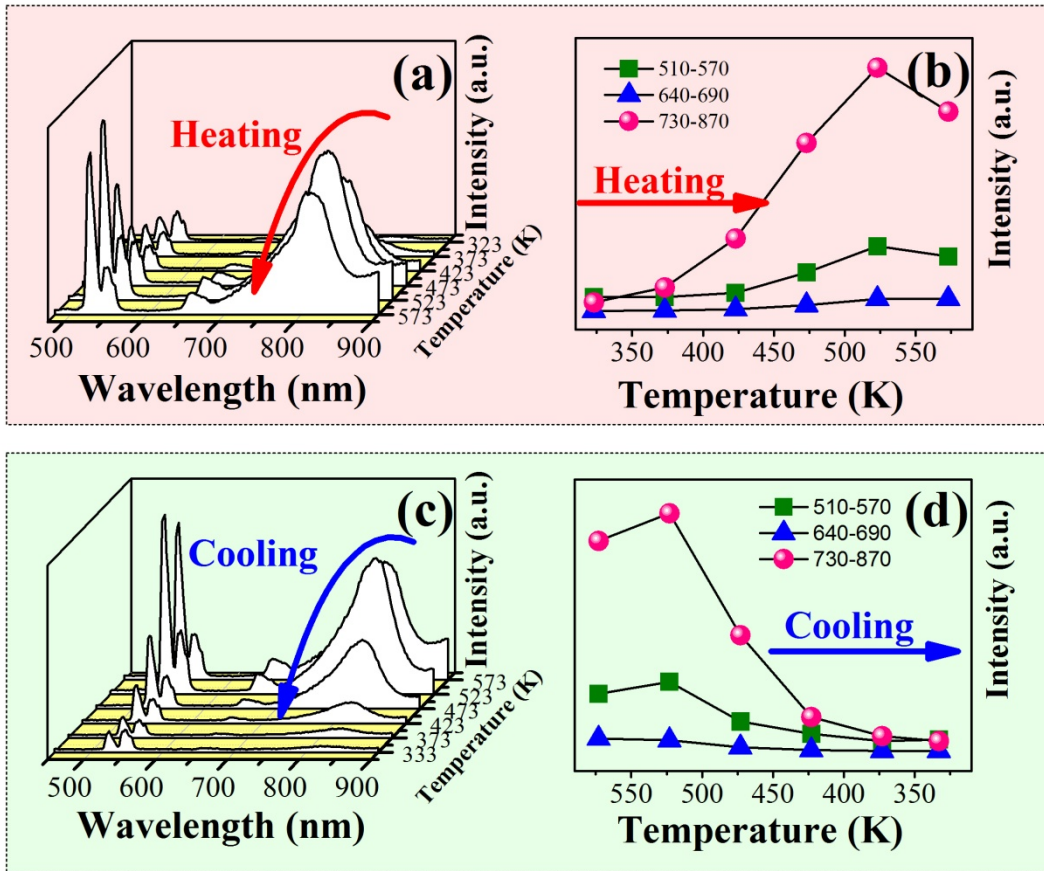 (a)
Heating
Intensity (a.u.)
323
373
423
473
523
573
Temperature (K)
500 600 700 800 900
Wavelength (nm)
(b)
510-570
640-690
730-870
Heating
Intensity (a.u.)
350 400 450 500 550
Temperature (K)
(c)
Cooling
Intensity (a.u.)
573
523
473
423
373
333
Temperature (K)
500 600 700 800 900
Wavelength (nm)
(d)
510-570
640-690
730-870
Cooling
Intensity (a.u.)
550 500 450 400 350
Temperature (K)